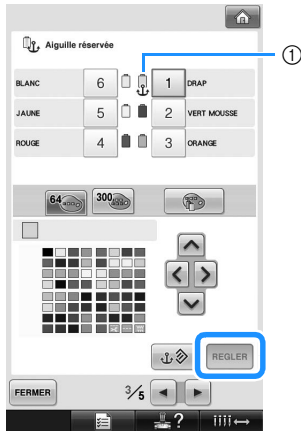 Aiguille réservée
①
BLANC 6 1 DRAP
JAUNE 5 2 VERT MOUSSE
ROUGE 4 3 ORANGE
64 300
REGLER
FERMER 3/5
?